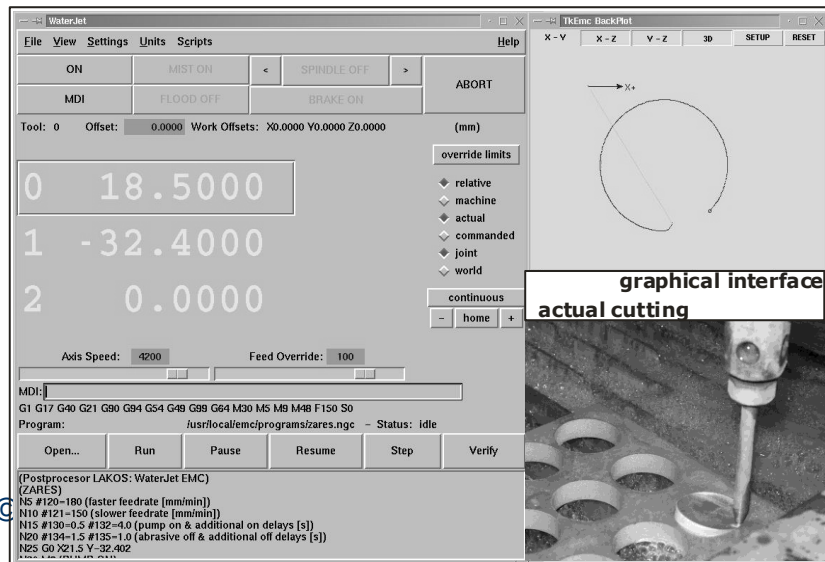 WaterJet
File View Settings Units Scripts Help
ON MIST ON < SPINDLE OFF > ABORT
MDI FLOOD OFF BRAKE ON
Tool: 0 Offset: 0.0000 Work Offsets: X0.0000 Y0.0000 Z0.0000 (mm)
override limits
0 18.5000
1 -32.4000
2 0.0000
relative
machine
actual
commanded
joint
world
continuous
- home +
Axis Speed: 4200 Feed Override: 100
MDI:
G1 G17 G40 G21 G90 G94 G54 G49 G99 G64 M30 M5 M9 M48 F150 S0
Program: /usr/local/emc/programs/zares.ngc - Status: idle
Open... Run Pause Resume Step Verify
(Postprocesor LAKOS: WaterJet EMC)
(ZARES)
N5 #120=180 (faster feedrate [mm/min])
N10 #121=150 (slower feedrate [mm/min])
N15 #130=0.5 #132=4.0 (pump on & additional on delays [s])
N20 #134=1.5 #135=1.0 (abrasive off & additional off delays [s])
N25 G0 X21.5 Y-32.402
©
TkEmc BackPlot
X - Y X - Z Y - Z 3D SETUP RESET
X+
graphical interface
actual cutting